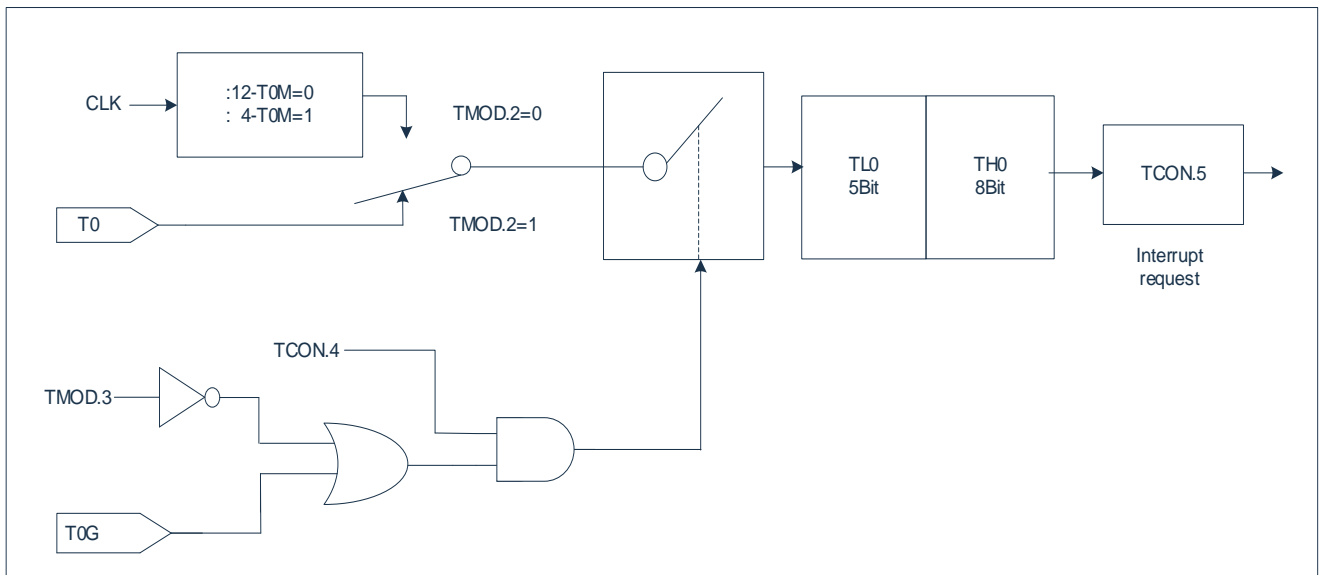 CLK
:12-T0M=0
: 4-T0M=1
TMOD.2=0
T0
TMOD.2=1
TL0
5Bit
TH0
8Bit
TCON.5
Interrupt
request
TCON.4
TMOD.3
T0G